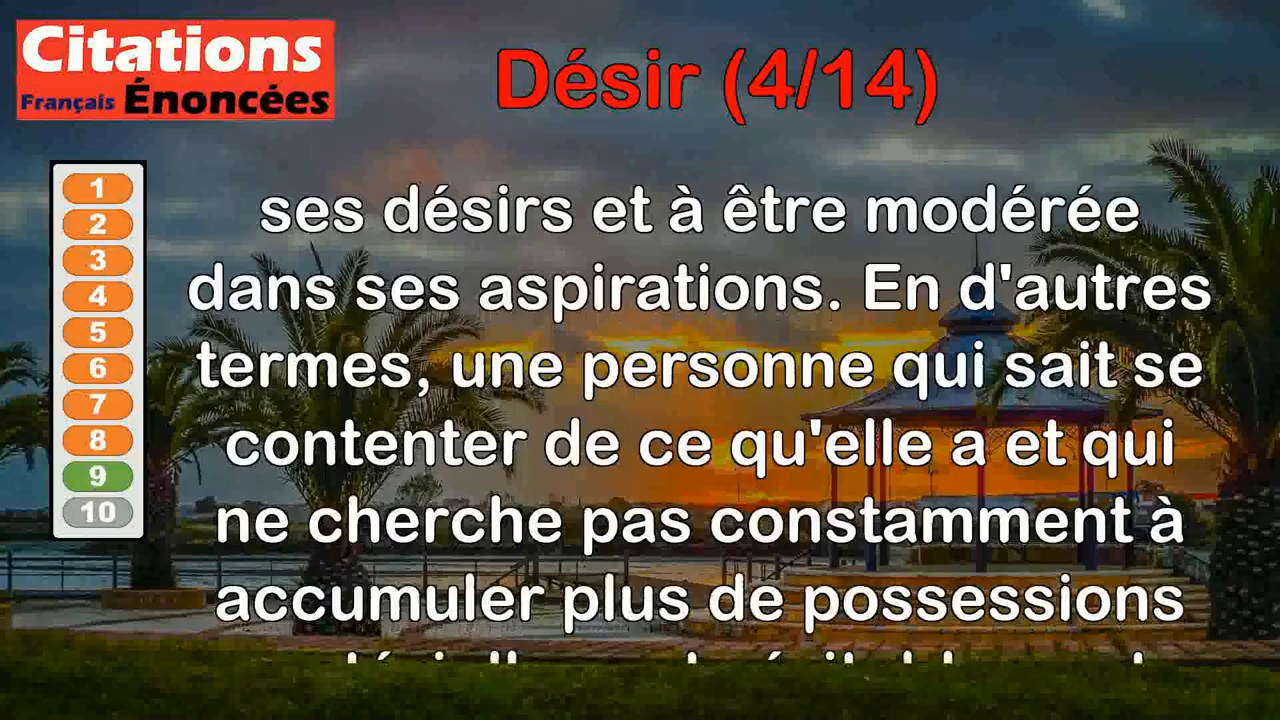 Citations
Français Énoncées
Désir (4/14)
1
2
3
4
5
6
7
8
9
10
ses désirs et à être modérée
dans ses aspirations. En d'autres
termes, une personne qui sait se
contenter de ce qu'elle a et qui
ne cherche pas constamment à
accumuler plus de possessions